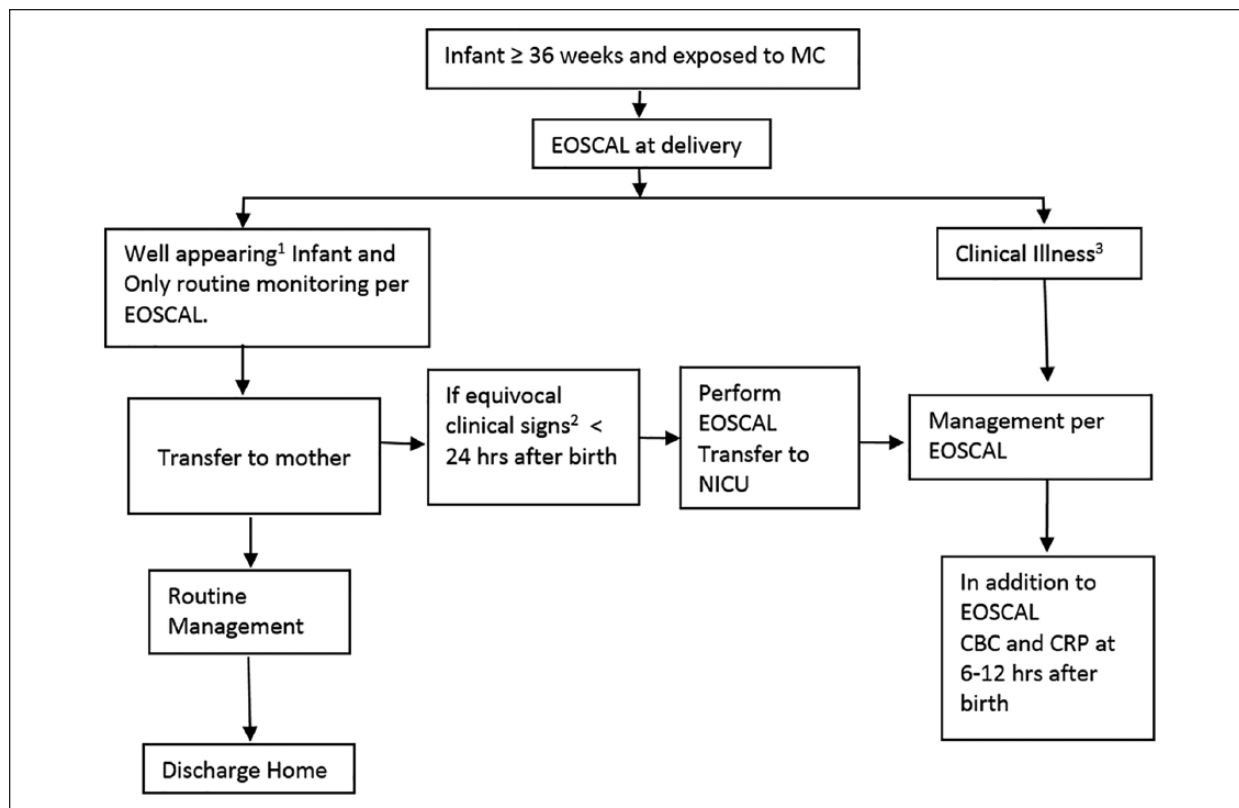 Infant ≥ 36 weeks and exposed to MC
EOSCAL at delivery
Well appearing¹ Infant and
Only routine monitoring per
EOSCAL.
Clinical Illness³
Transfer to mother
If equivocal
clinical signs² <
24 hrs after birth
Perform
EOSCAL
Transfer to
NICU
Management per
EOSCAL
Routine
Management
In addition to
EOSCAL
CBC and CRP at
6-12 hrs after
birth
Discharge Home